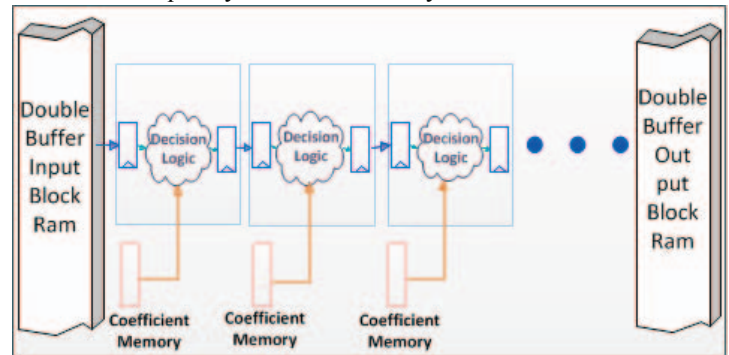 Double
Buffer
Input
Block
Ram
Decision
Logic
Coefficient
Memory
Decision
Logic
Coefficient
Memory
Decision
Logic
Coefficient
Memory
Double
Buffer
Out
put
Block
Ram